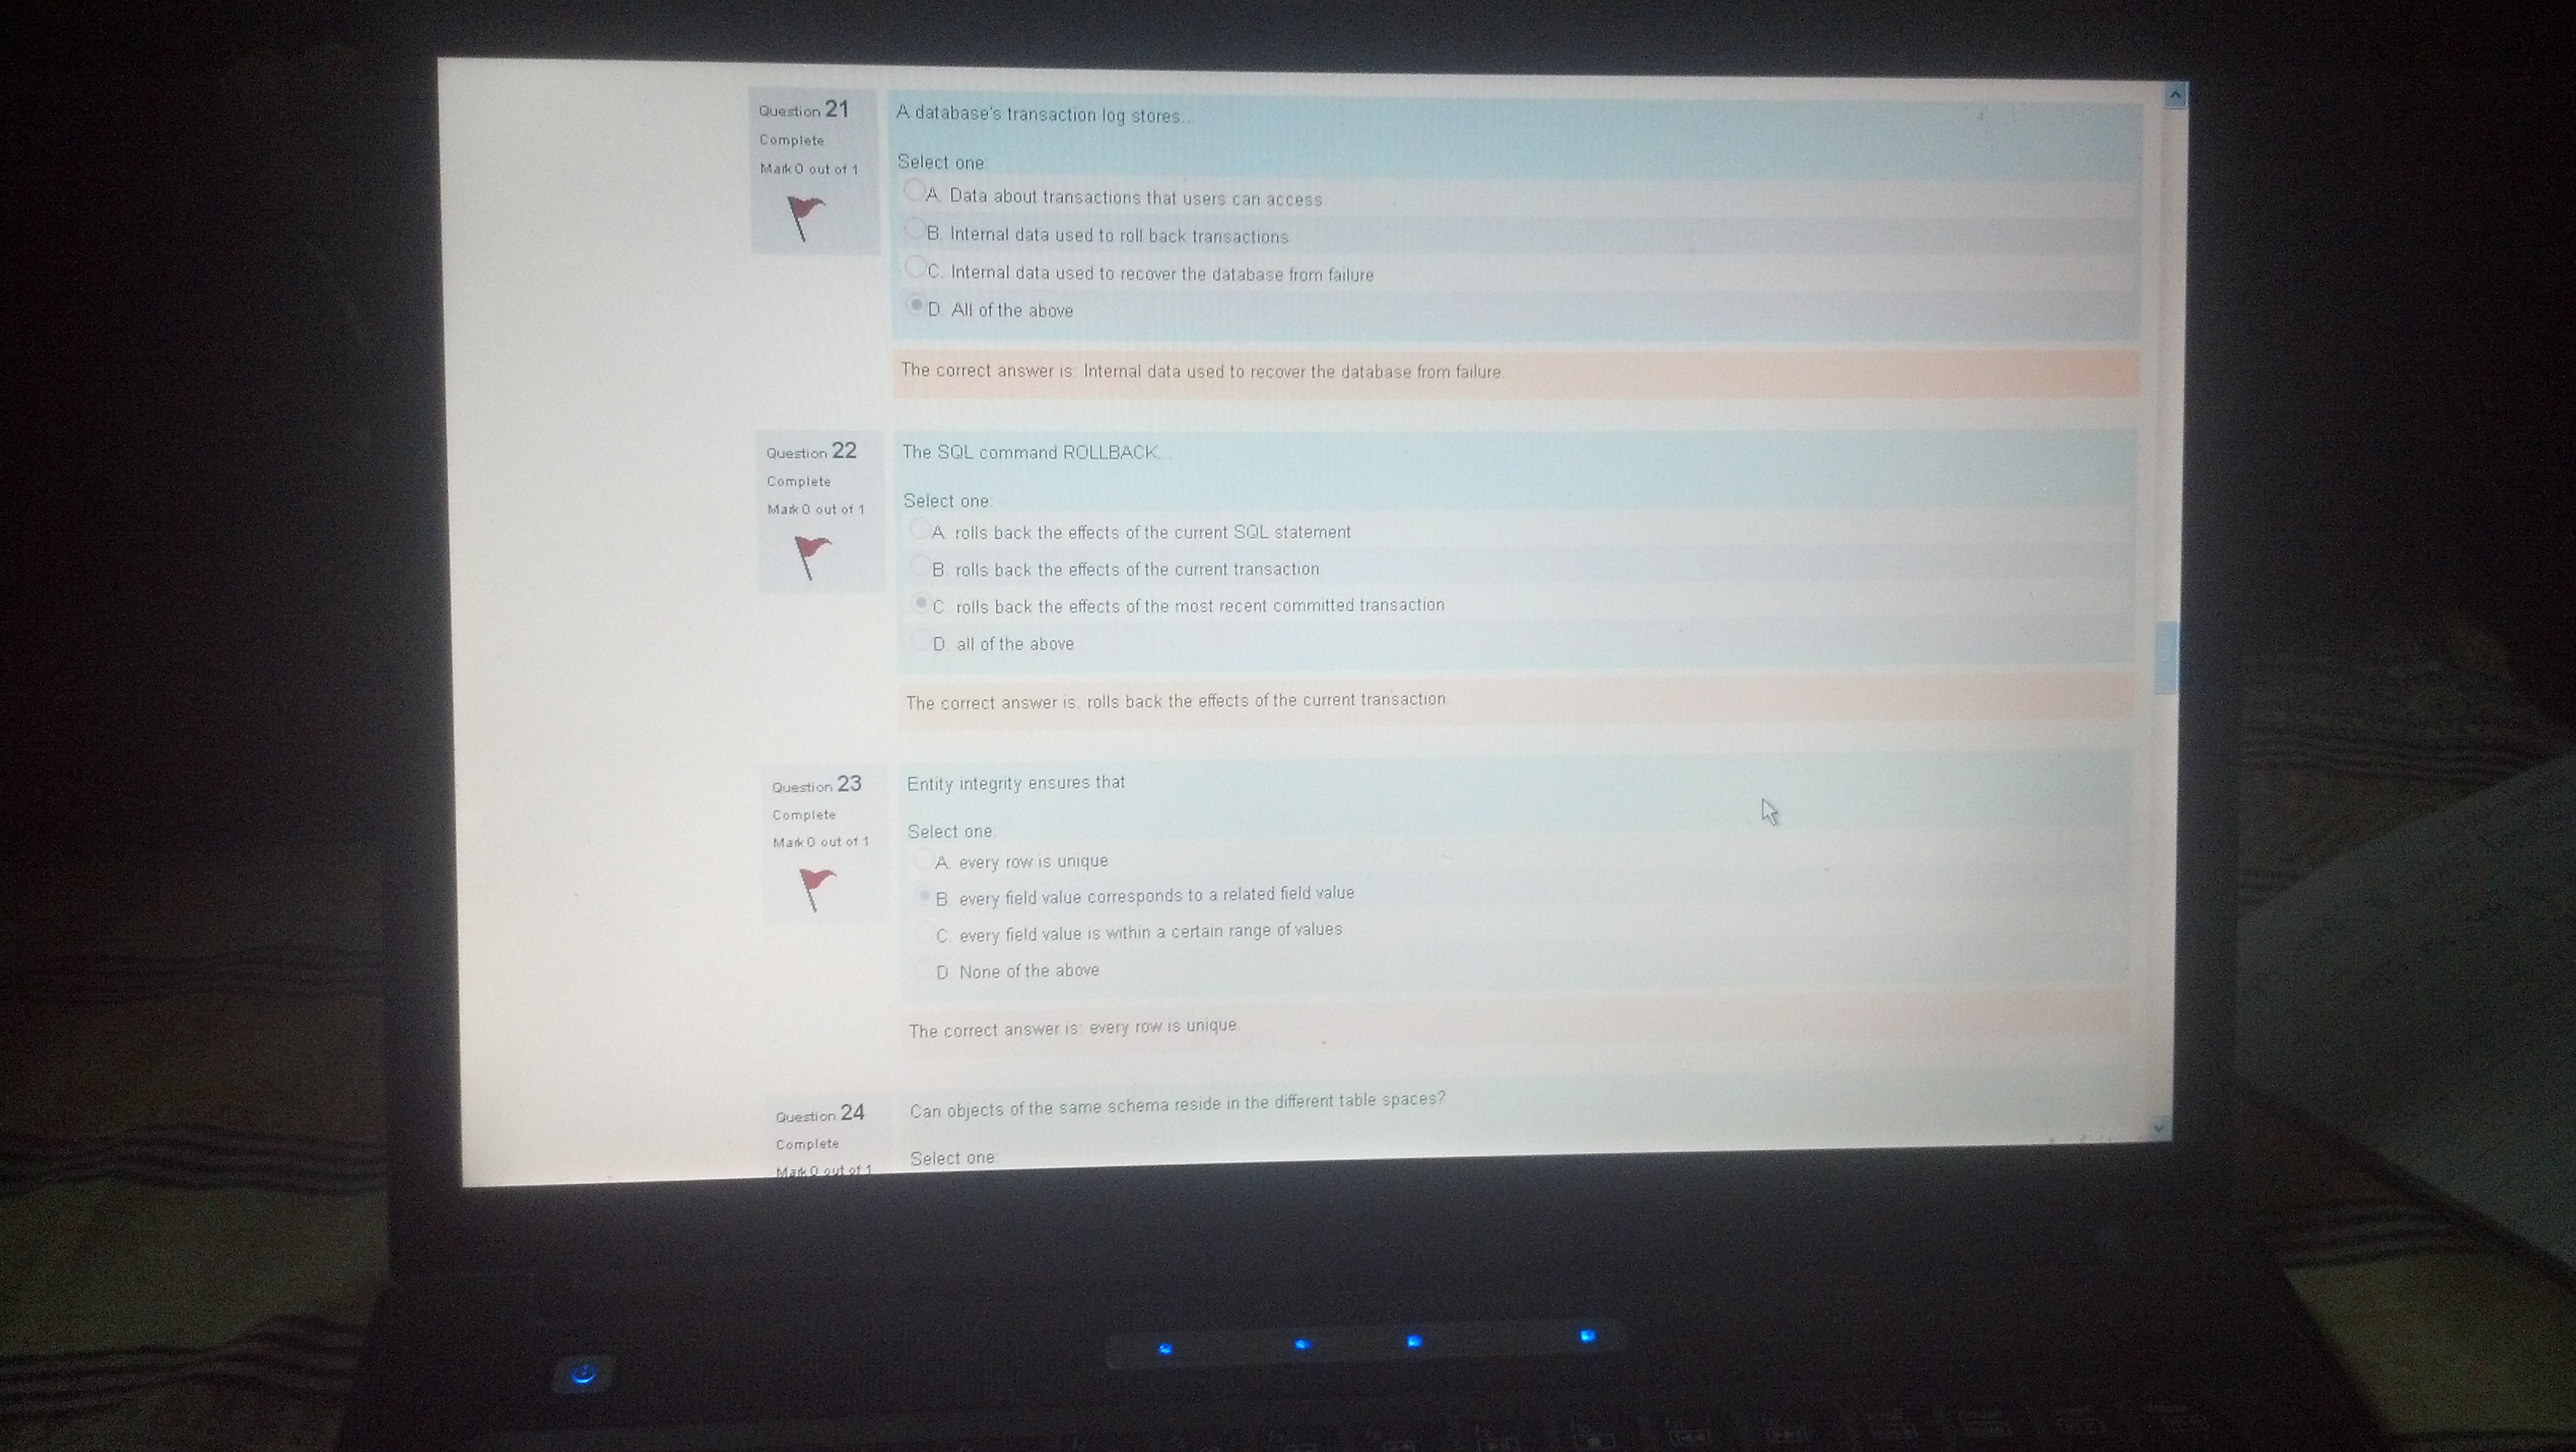 Question 21
Complete
Mark 0 out of 1
A database's transaction log stores...
Select one:
A. Data about transactions that users can access
B. Internal data used to roll back transactions
C. Internal data used to recover the database from failure
D. All of the above
The correct answer is: Internal data used to recover the database from failure.
Question 22
Complete
Mark 0 out of 1
The SQL command ROLLBACK...
Select one:
A. rolls back the effects of the current SQL statement
B. rolls back the effects of the current transaction
C. rolls back the effects of the most recent committed transaction
D. all of the above
The correct answer is: rolls back the effects of the current transaction.
Question 23
Complete
Mark 0 out of 1
Entity integrity ensures that
Select one:
A. every row is unique
B. every field value corresponds to a related field value
C. every field value is within a certain range of values
D. None of the above
The correct answer is: every row is unique
Question 24
Complete
Mark 0 out of 1
Can objects of the same schema reside in the different table spaces?
Select one: